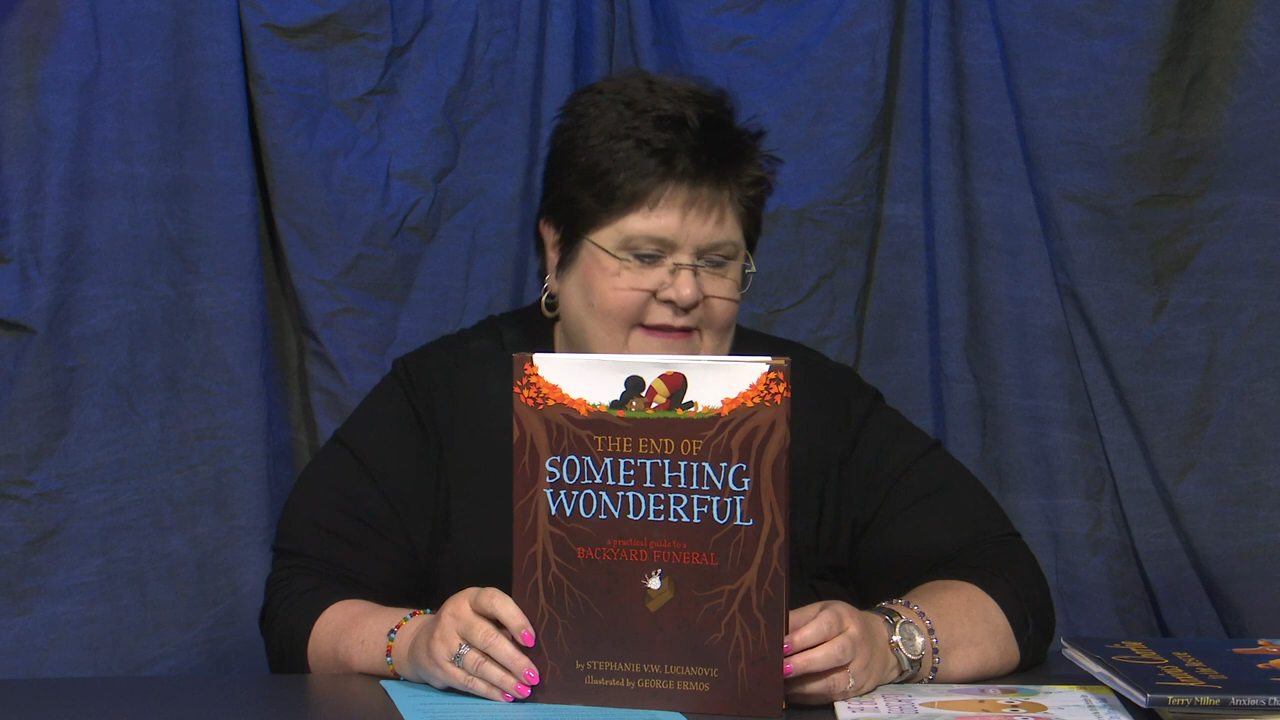 THE END OF
SOMETHING
WONDERFUL
a practical guide to a
BACKYARD FUNERAL
by STEPHANIE V.W. LUCIANOVIC
illustrated by GEORGE ERMOS
Terry Milne